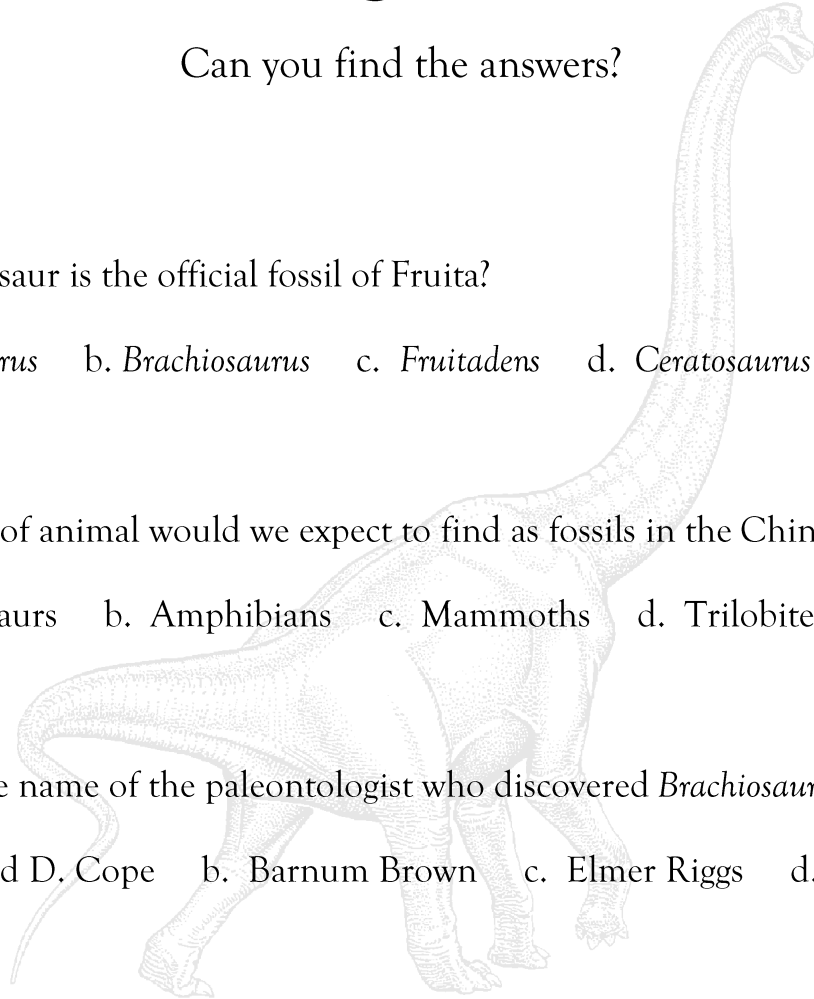 Can you find the answers?
saur is the official fossil of Fruita?
rus b. Brachiosaurus c. Fruitadens d. Ceratosaurus
of animal would we expect to find as fossils in the Chin
aurs b. Amphibians c. Mammoths d. Trilobite
e name of the paleontologist who discovered Brachiosaur
d D. Cope b. Barnum Brown c. Elmer Riggs d.